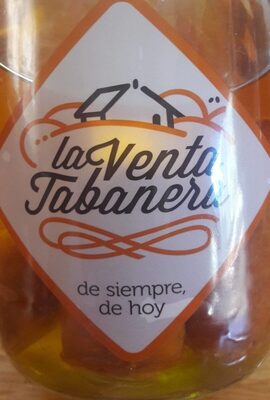 la Venta
Tabanera
de siempre,
de hoy